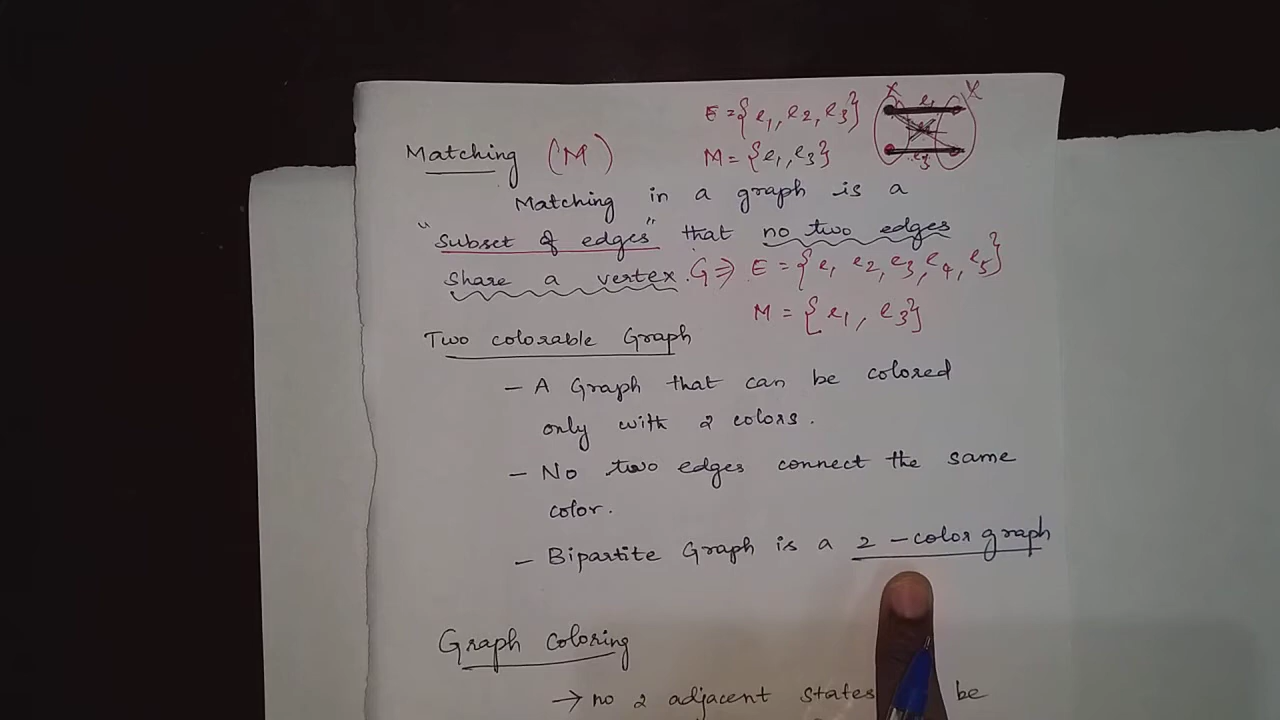 E = {e1, e2, e3}
X Y
e1
Matching (M)
M = {e1, e3}
e3
Matching in a graph is a
"Subset of edges" that no two edges
share a vertex. G ⇒ E = {e1 e2, e3, e4, e5}
M = {e1, e3}
Two colorable Graph
- A Graph that can be colored
only with 2 colors.
- No two edges connect the same
color.
- Bipartite Graph is a 2 - color graph
Graph Coloring
→ no 2 adjacent states be